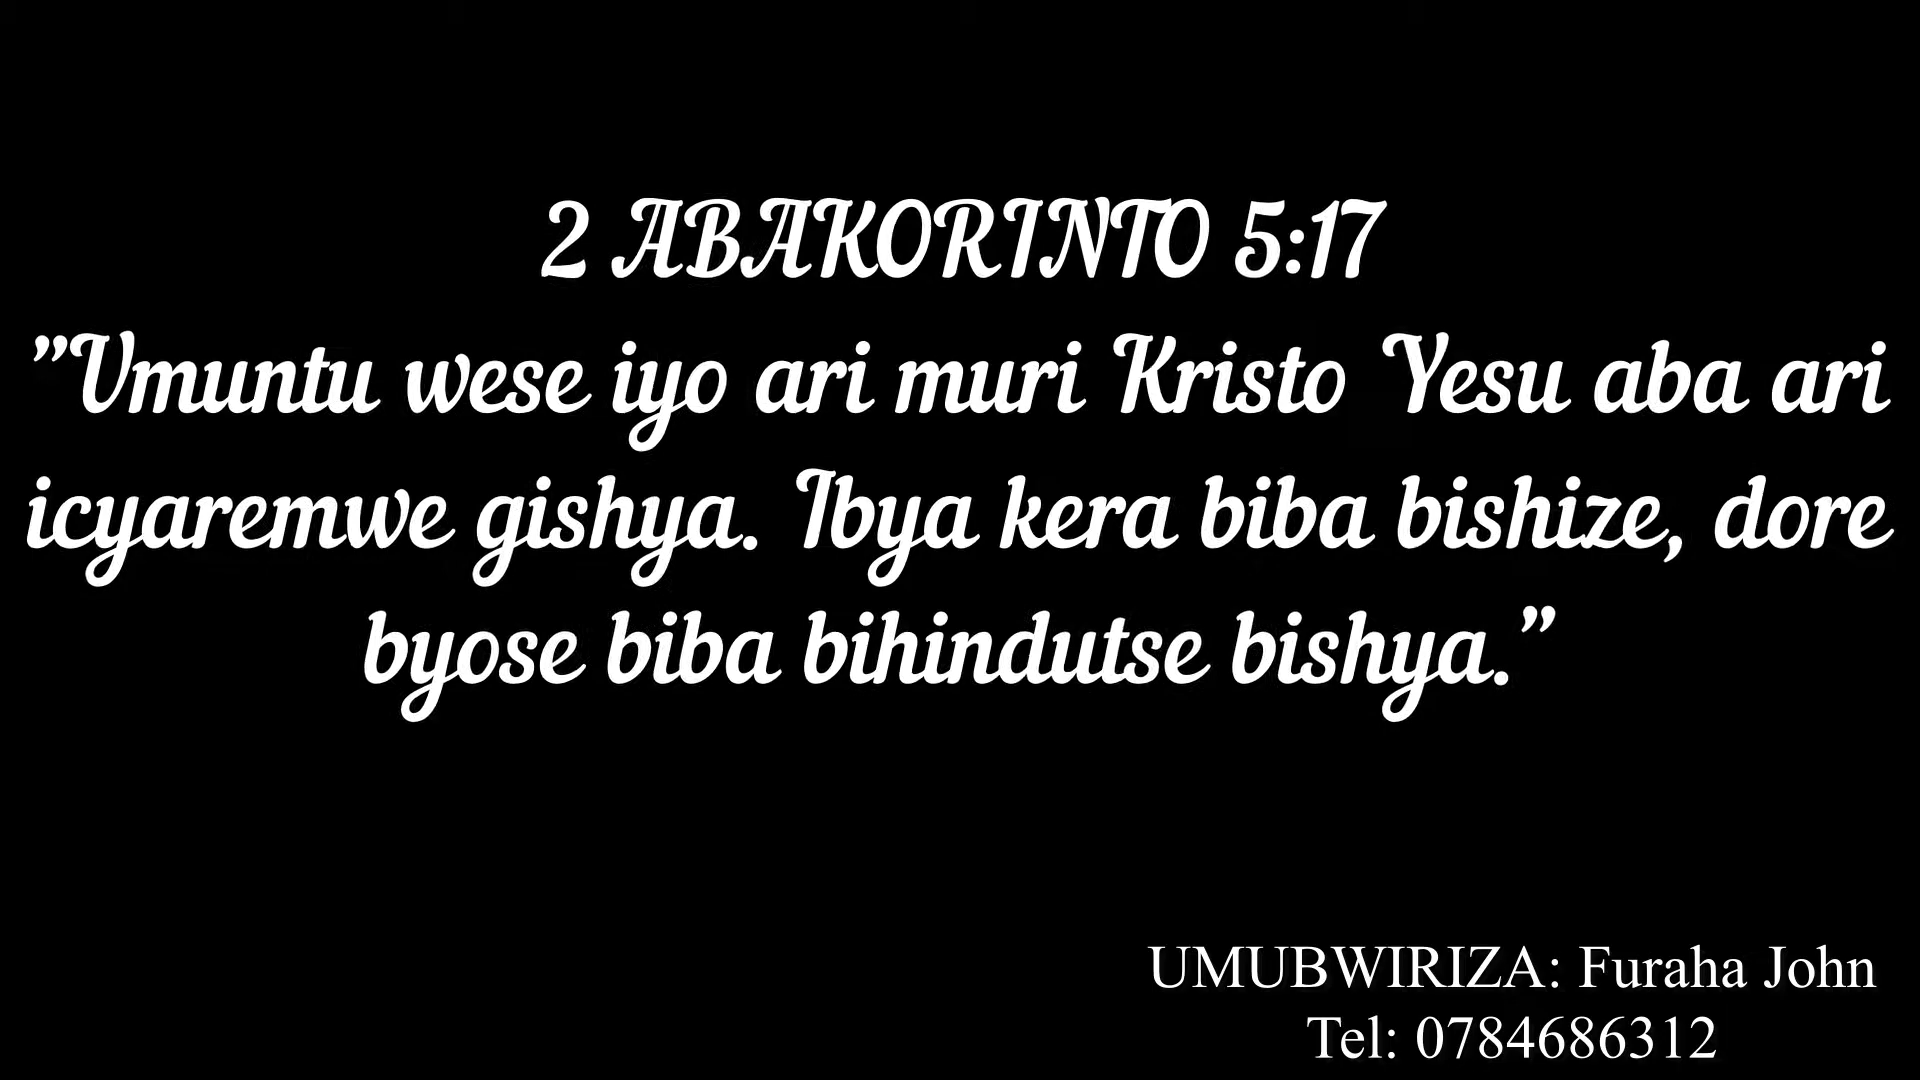 2 ABAKORINTO 5:17
”Umuntu wese iyo ari muri Kristo Yesu aba ari
icyaremwe gishya. Ibya kera biba bishize, dore
byose biba bihindutse bishya.”
UMUBWIRIZA: Furaha John
Tel: 0784686312